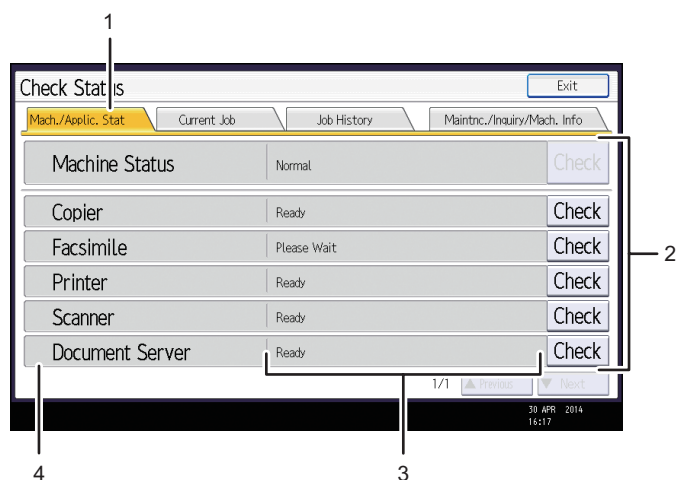 1
Check Status
Exit
Mach./Applic. Stat Current Job Job History Maintnc./Inquiry/Mach. Info
Machine Status Normal Check
Copier Ready Check
Facsimile Please Wait Check
2
Printer Ready Check
Scanner Ready Check
Document Server Ready Check
1/1 ▲ Previous ▼ Next
30 APR 2014
16:17
4 3